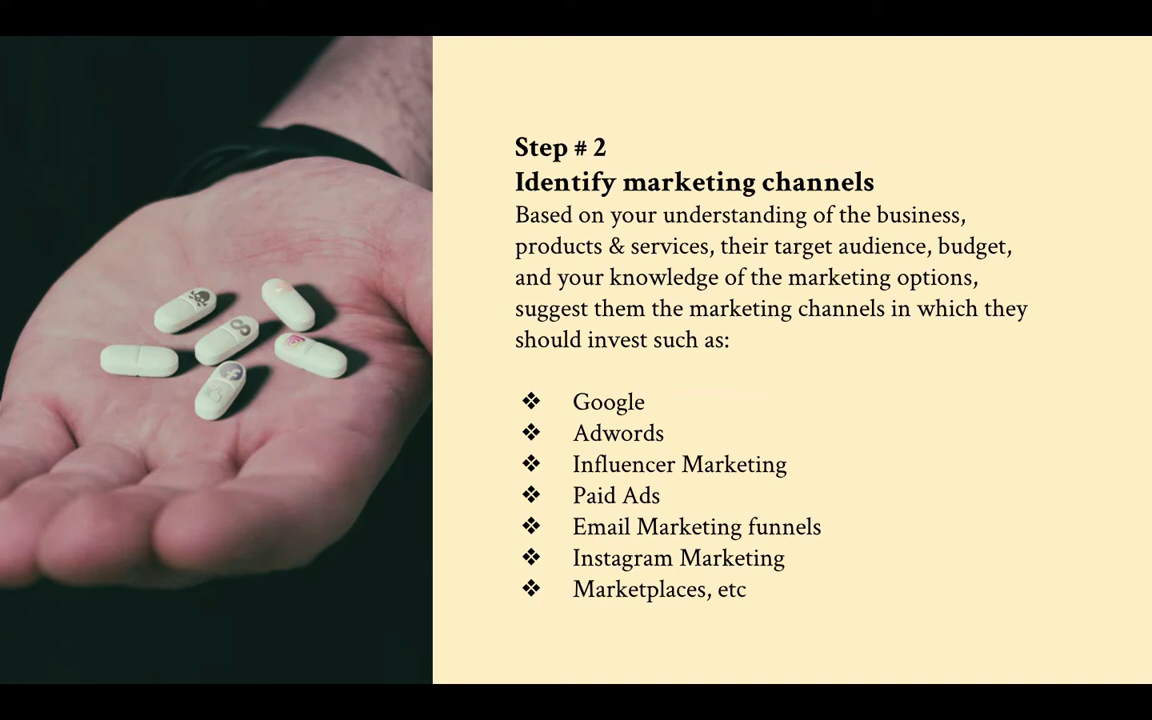 Step # 2
Identify marketing channels
Based on your understanding of the business,
products & services, their target audience, budget,
and your knowledge of the marketing options,
suggest them the marketing channels in which they
should invest such as:
❖ Google
❖ Adwords
❖ Influencer Marketing
❖ Paid Ads
❖ Email Marketing funnels
❖ Instagram Marketing
❖ Marketplaces, etc